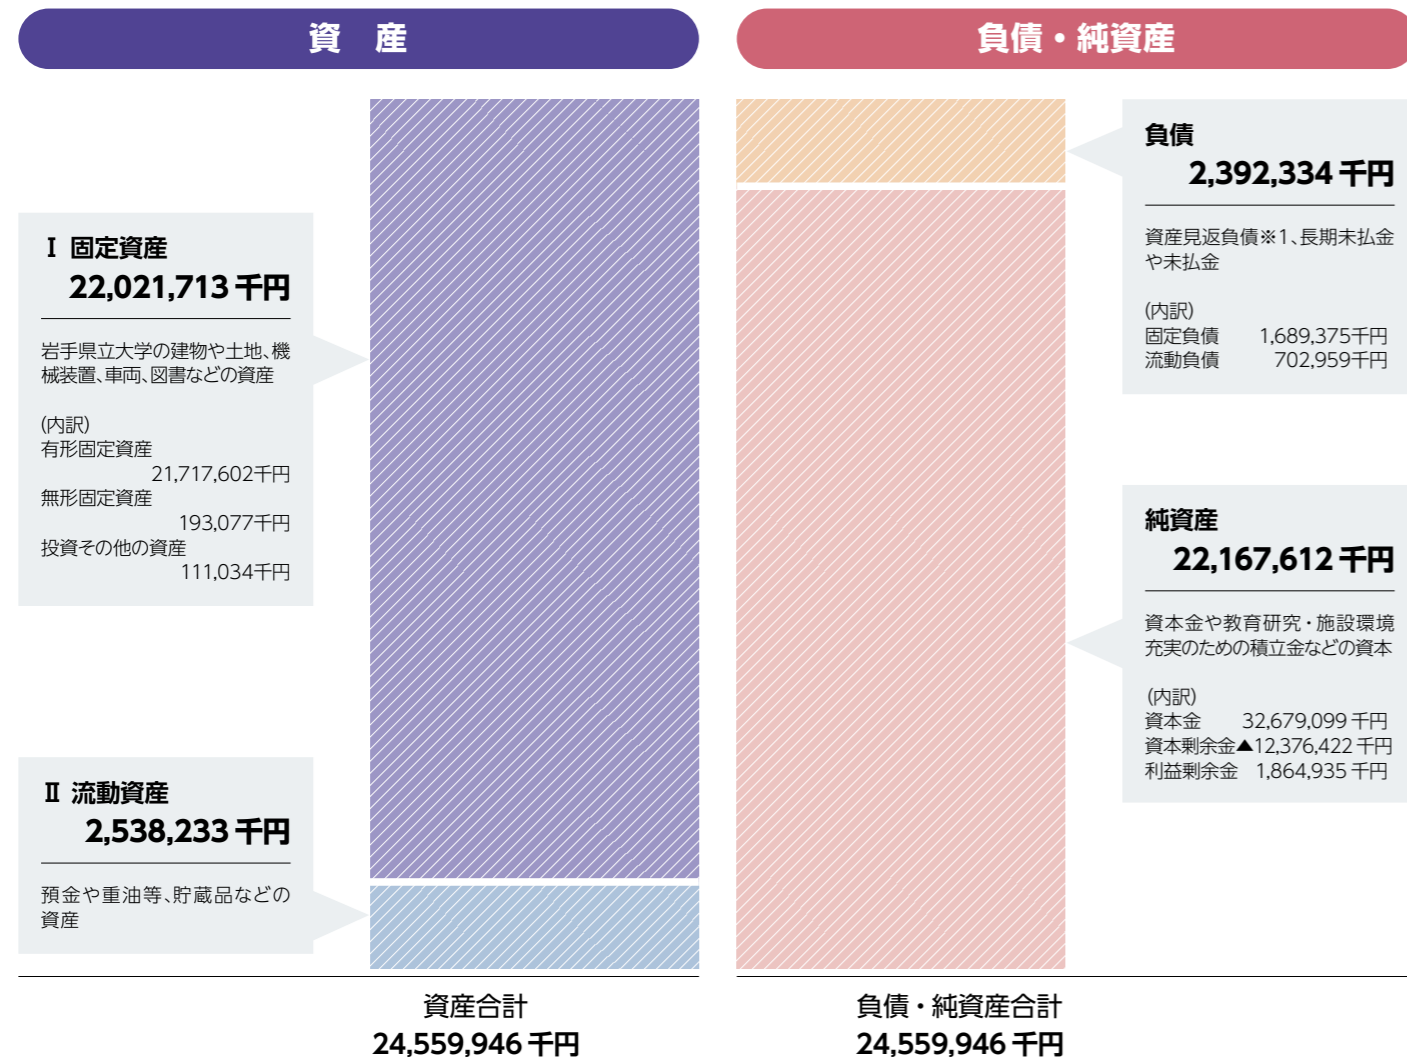 資 産
Ⅰ 固定資産
22,021,713 千円
岩手県立大学の建物や土地、機
械装置、車両、図書などの資産
(内訳)
有形固定資産
21,717,602千円
無形固定資産
193,077千円
投資その他の資産
111,034千円
Ⅱ 流動資産
2,538,233 千円
預金や重油等、貯蔵品などの
資産
資産合計
24,559,946 千円
負債・純資産
負債
2,392,334 千円
資産見返負債※1、長期未払金
や未払金
(内訳)
固定負債 1,689,375千円
流動負債 702,959千円
純資産
22,167,612 千円
資本金や教育研究・施設環境
充実のための積立金などの資本
(内訳)
資本金 32,679,099 千円
資本剰余金▲12,376,422 千円
利益剰余金 1,864,935 千円
負債・純資産合計
24,559,946 千円